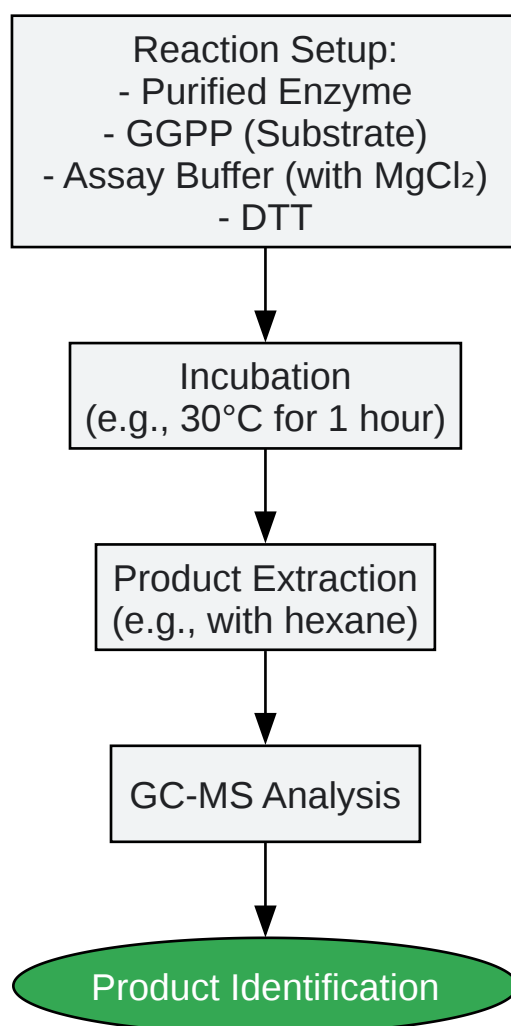 Reaction Setup:
- Purified Enzyme
- GGPP (Substrate)
- Assay Buffer (with MgCl₂)
- DTT
Incubation
(e.g., 30°C for 1 hour)
Product Extraction
(e.g., with hexane)
GC-MS Analysis
Product Identification